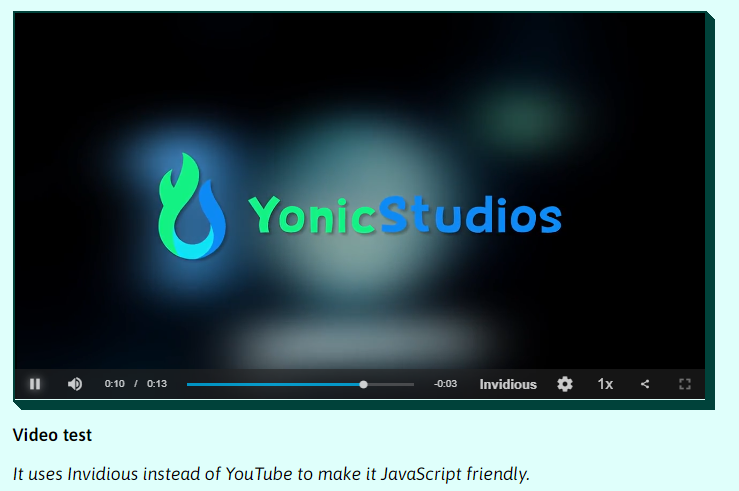 YonicStudios
0:10 / 0:13 -0:03 Invidious 1x
Video test
It uses Invidious instead of YouTube to make it JavaScript friendly.